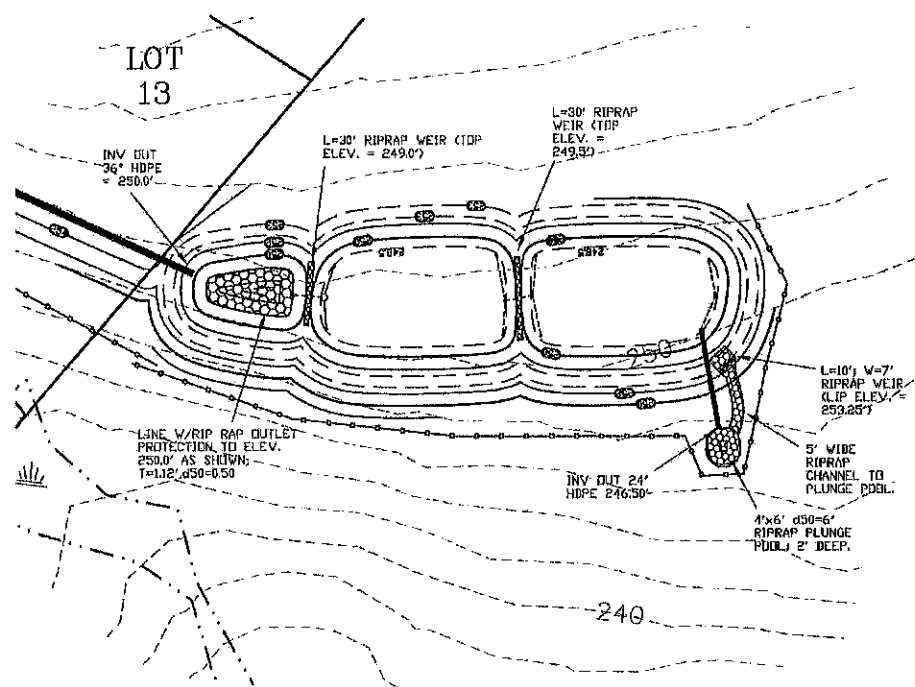 LOT
13
L=30' RIPRAP WEIR (TOP
ELEV. = 249.0')
L=30' RIPRAP
WEIR (TOP
ELEV. =
249.5')
INV OUT
36" HDPE
= 250.0'
250
L=10'; W=7'
RIPRAP WEIR
(LIP ELEV. =
253.25')
LINE W/RIP RAP OUTLET
PROTECTION TO ELEV.
250.0' AS SHOWN;
T=1.12', d50=0.50
INV OUT 24"
HDPE 246.50'
5' WIDE
RIPRAP
CHANNEL TO
PLUNGE POOL.
4'x6' d50=6"
RIPRAP PLUNGE
POOL; 2' DEEP.
240